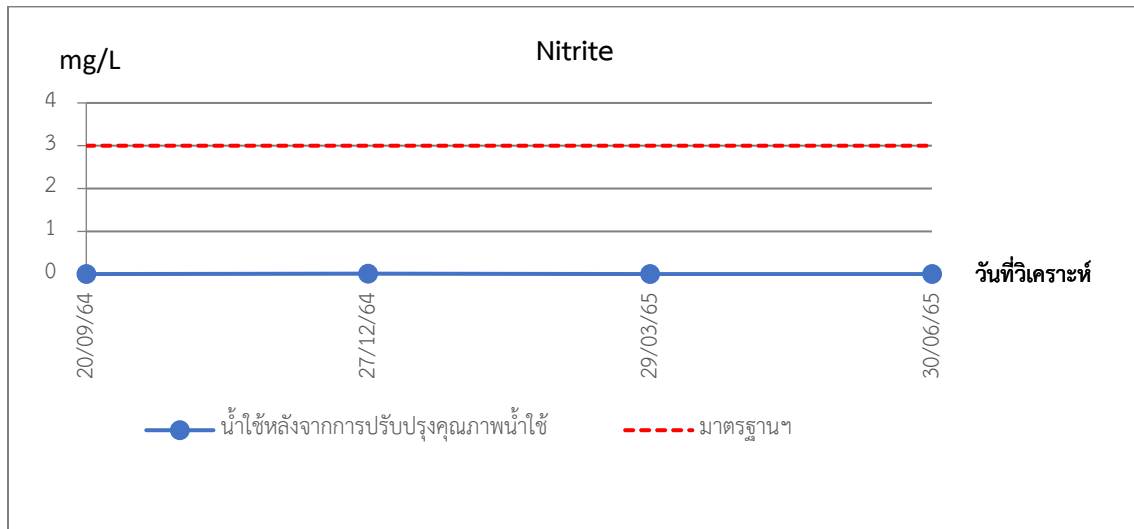 Nitrite
mg/L
4
3
2
1
0
วันที่วิเคราะห์
20/09/64
27/12/64
29/03/65
30/06/65
น้ำใช้หลังจากการปรับปรุงคุณภาพน้ำใช้
มาตรฐานฯ